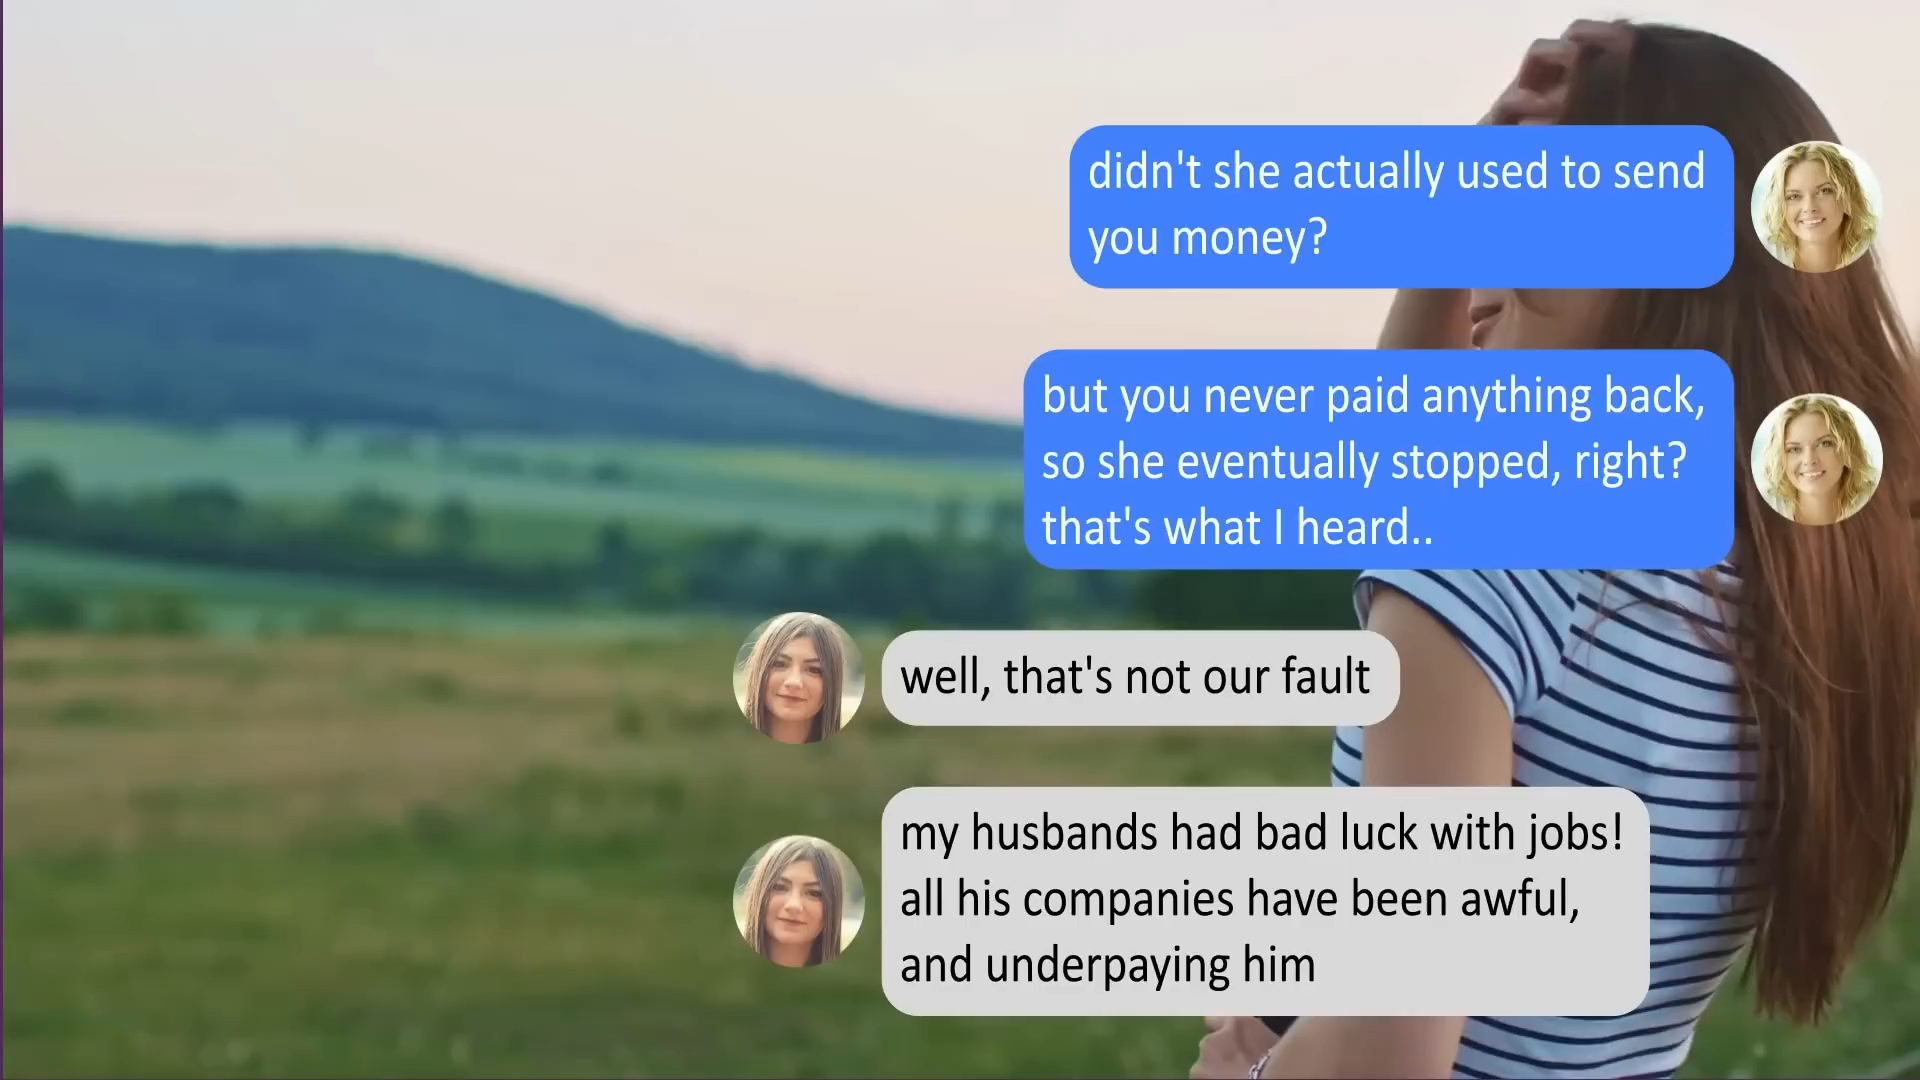 didn't she actually used to send
you money?
but you never paid anything back,
so she eventually stopped, right?
that's what I heard..
well, that's not our fault
my husbands had bad luck with jobs!
all his companies have been awful,
and underpaying him